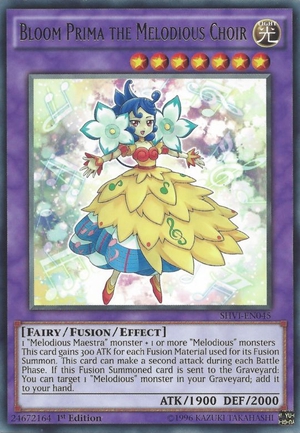 Bloom Prima the Melodious Choir
LIGHT
光
SHVI-EN045
[Fairy/Fusion/Effect]
1 "Melodious Maestra" monster + 1 or more "Melodious" monsters
This card gains 300 ATK for each Fusion Material used for its Fusion
Summon. This card can make a second attack during each Battle
Phase. If this Fusion Summoned card is sent to the Graveyard:
You can target 1 "Melodious" monster in your Graveyard; add it
to your hand.
ATK/1900 DEF/2000
24672164 1st Edition
©1996 KAZUKI TAKAHASHI